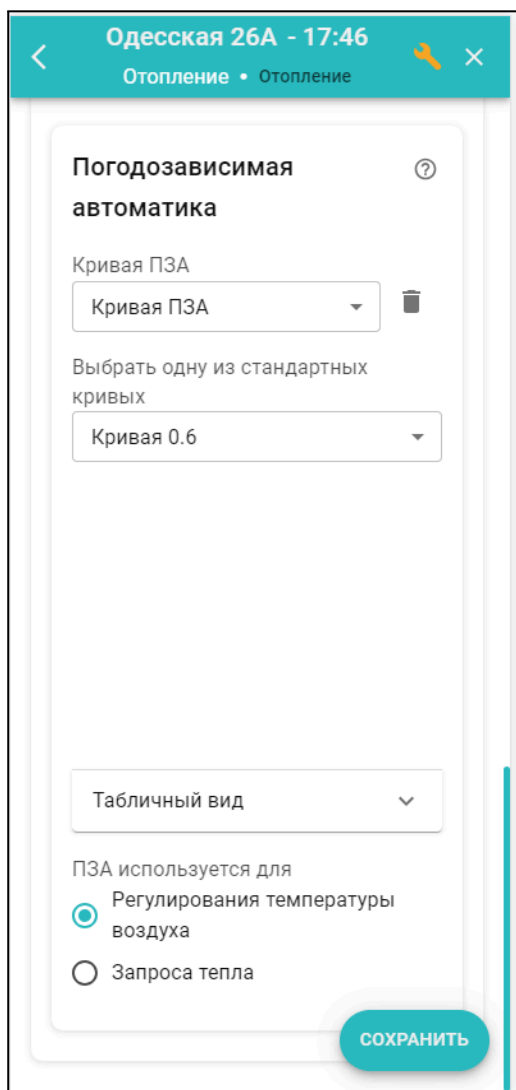 Одесская 26А - 17:46
Отопление • Отопление
Погодозависимая
автоматика
Кривая ПЗА
Кривая ПЗА
Выбрать одну из стандартных
кривых
Кривая 0.6
Табличный вид
ПЗА используется для
Регулирования температуры
воздуха
Запроса тепла
СОХРАНИТЬ